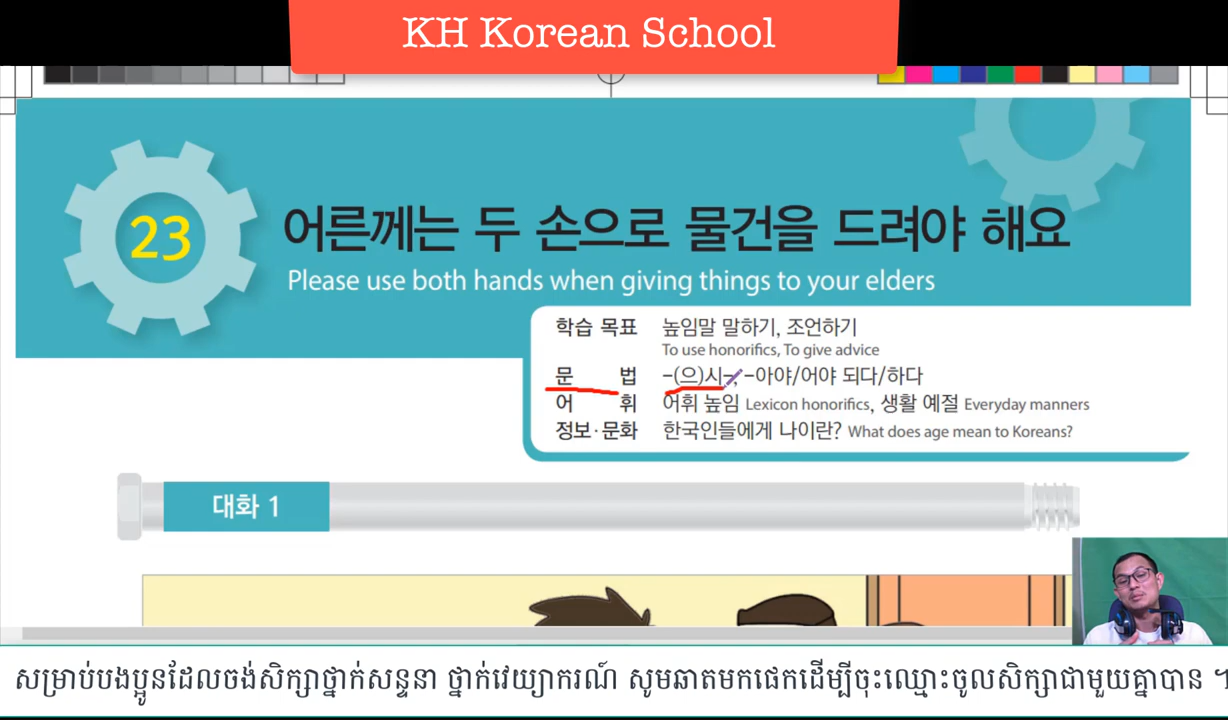 KH Korean School
23
어른께는 두 손으로 물건을 드려야 해요
Please use both hands when giving things to your elders
학습 목표 높임말 말하기, 조언하기
To use honorifics, To give advice
문 법 -(으)시-, -아야/어야 되다/하다
어 휘 어휘 높임 Lexicon honorifics, 생활 예절 Everyday manners
정보·문화 한국인들에게 나이란? What does age mean to Koreans?
대화 1
សម្រាប់បងប្អូនដែលចង់សិក្សាថ្នាក់សន្ទនា ថ្នាក់វេយ្យាករណ៍ សូមឆាតមកផេកដើម្បីចុះឈ្មោះចូលសិក្សាជាមួយគ្នាបាន ។